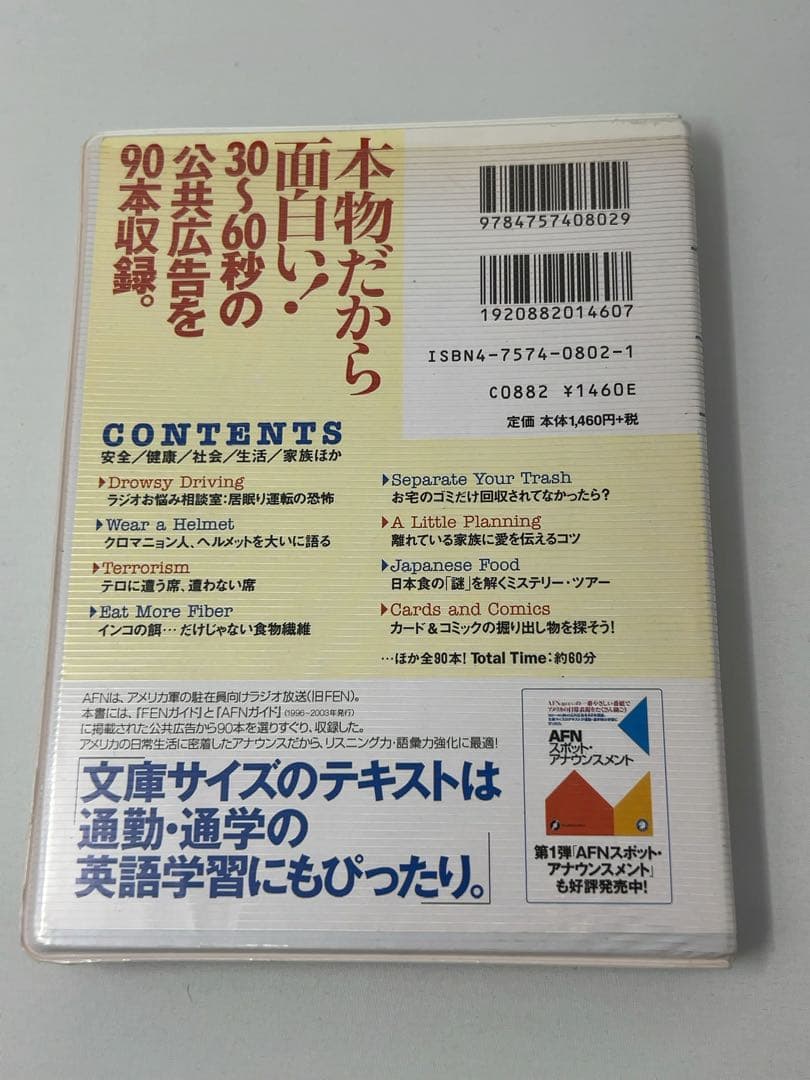 本物だから
面白い!
30〜60秒の
公共広告を
90本収録。
9784757408029
1920882014607
ISBN4-7574-0802-1
C0882 ¥1460E
定価 本体1,460円+税
CONTENTS
安全/健康/社会/生活/家族ほか
Drowsy Driving
ラジオお悩み相談室:居眠り運転の恐怖
Wear a Helmet
クロマニョン人、ヘルメットを大いに語る
Terrorism
テロに遭う席、遭わない席
Eat More Fiber
インコの餌…だけじゃない食物繊維
Separate Your Trash
お宅のゴミだけ回収されてなかったら?
A Little Planning
離れている家族に愛を伝えるコツ
Japanese Food
日本食の「謎」を解くミステリー・ツアー
Cards and Comics
カード&コミックの掘り出し物を探そう!
…ほか全90本! Total Time:約60分
AFNは、アメリカ軍の駐在員向けラジオ放送(旧FEN)。
本書には、『FENガイド』と『AFNガイド』(1996-2003年発行)
に掲載された公共広告から90本を選りすぐり、収録した。
アメリカの日常生活に密着したアナウンスだから、リスニング力・語彙力強化に最適!
「文庫サイズのテキストは
通勤・通学の
英語学習にもぴったり。」
AFN
スポット・
アナウンスメント
第1弾「AFNスポット・
アナウンスメント」
も好評発売中!